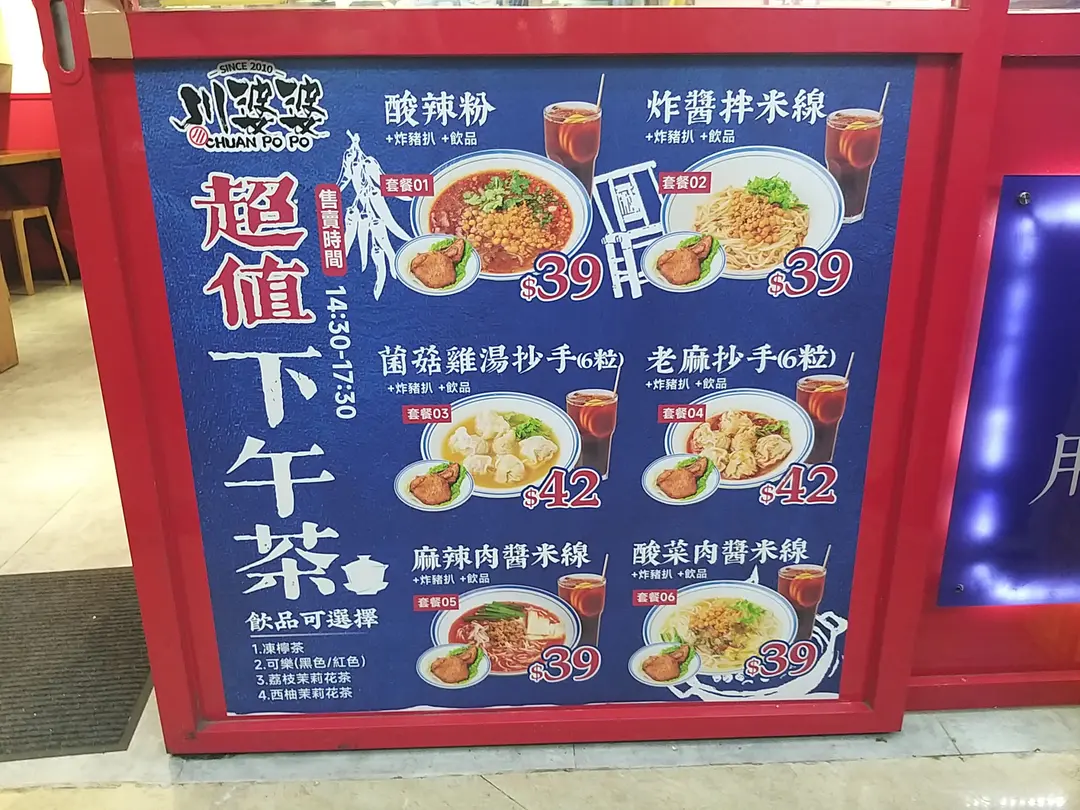 SINCE 2010
川婆婆
CHUAN PO PO
超值下午茶
售賣時間
14:30-17:30
飲品可選擇
1.凍檸茶
2.可樂(黑色/紅色)
3.荔枝茉莉花茶
4.西柚茉莉花茶
酸辣粉
+炸豬扒 +飲品
套餐01
$39
炸醬拌米線
+炸豬扒 +飲品
套餐02
$39
菌菇雞湯抄手(6粒)
+炸豬扒 +飲品
套餐03
$42
老麻抄手(6粒)
+炸豬扒 +飲品
套餐04
$42
麻辣肉醬米線
+炸豬扒 +飲品
套餐05
$39
酸菜肉醬米線
+炸豬扒 +飲品
套餐06
$39